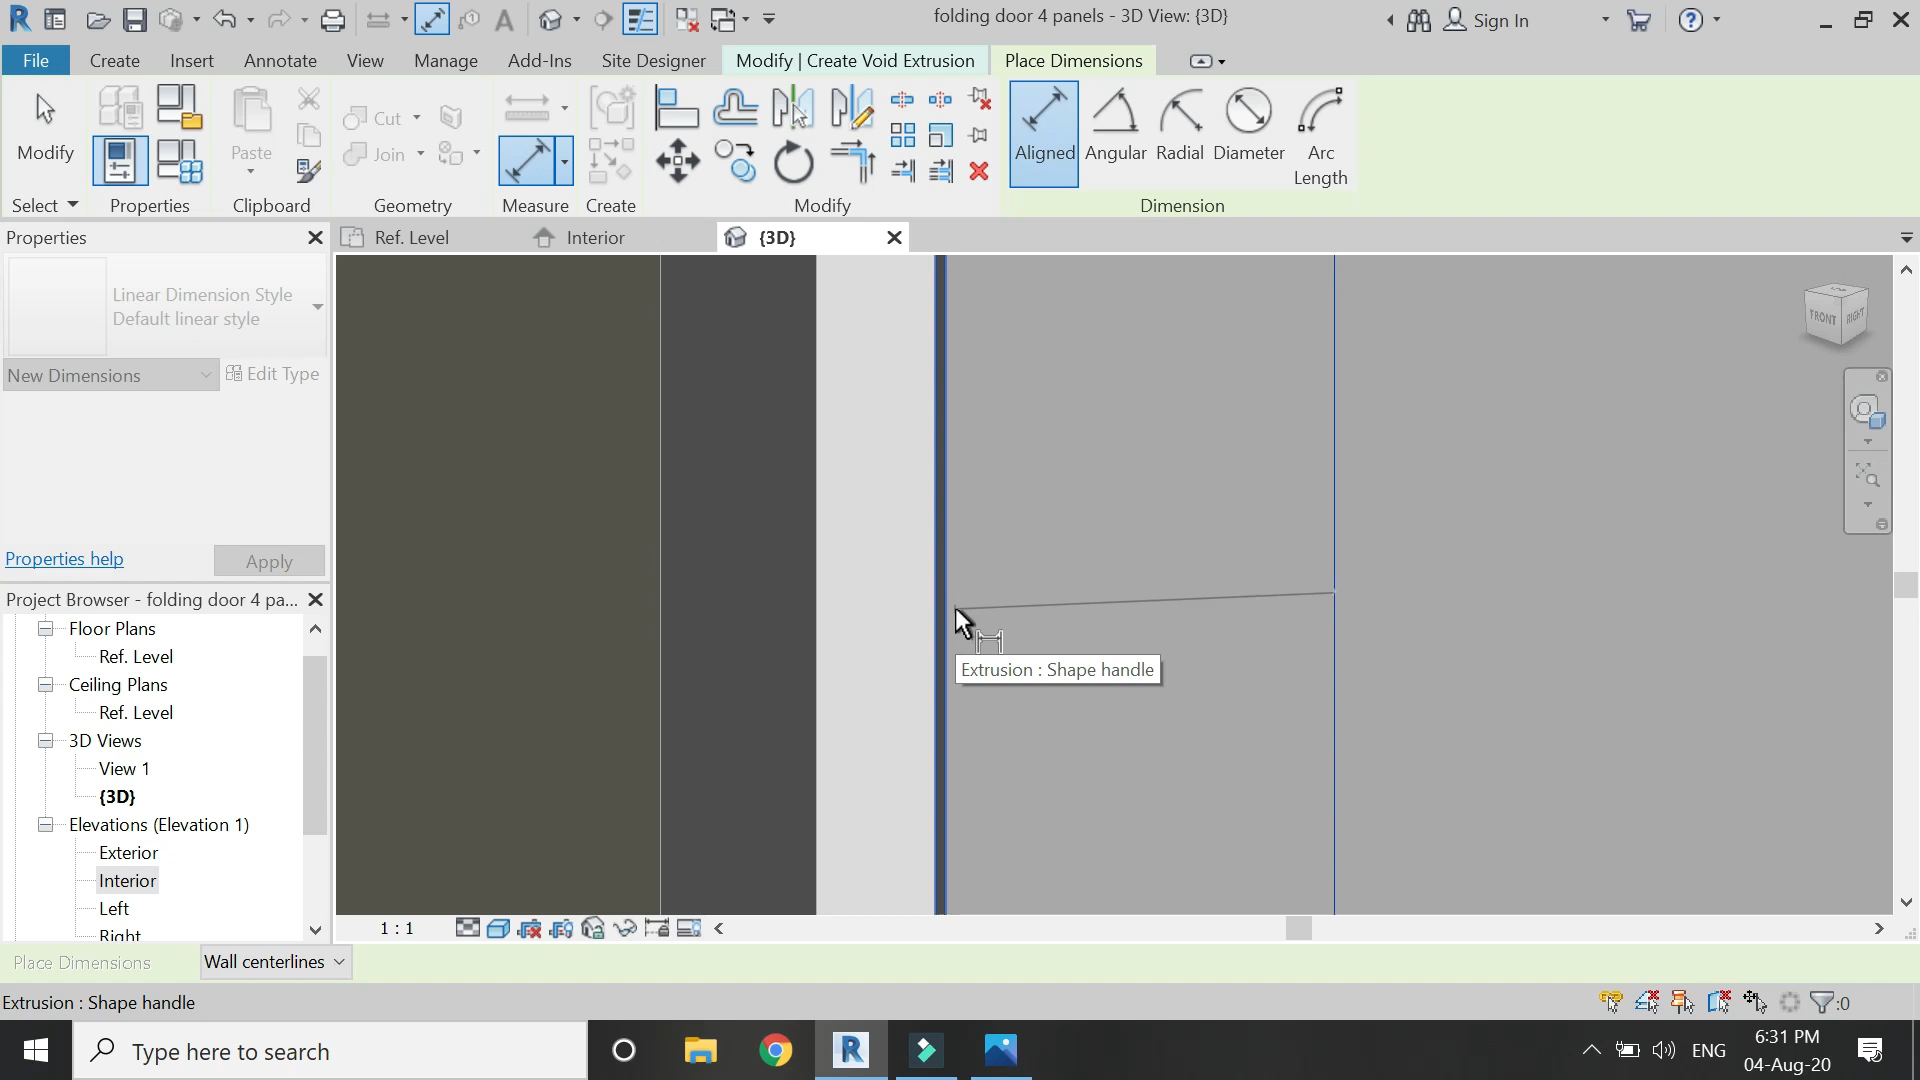 folding door 4 panels - 3D View: {3D}
Sign In
File
Create
Insert
Annotate
View
Manage
Add-Ins
Site Designer
Modify | Create Void Extrusion
Place Dimensions
Modify
Paste
Cut
Join
Aligned
Angular
Radial
Diameter
Arc
Length
Select
Properties
Clipboard
Geometry
Measure
Create
Modify
Dimension
Properties
Ref. Level
Interior
{3D}
Linear Dimension Style
Default linear style
New Dimensions
Edit Type
FRONT
RIGHT
Properties help
Apply
Project Browser - folding door 4 pa...
Floor Plans
Ref. Level
Ceiling Plans
Ref. Level
3D Views
View 1
{3D}
Elevations (Elevation 1)
Exterior
Interior
Left
Right
Extrusion : Shape handle
1 : 1
Place Dimensions
Wall centerlines
Extrusion : Shape handle
:0
Type here to search
ENG
6:31 PM
04-Aug-20